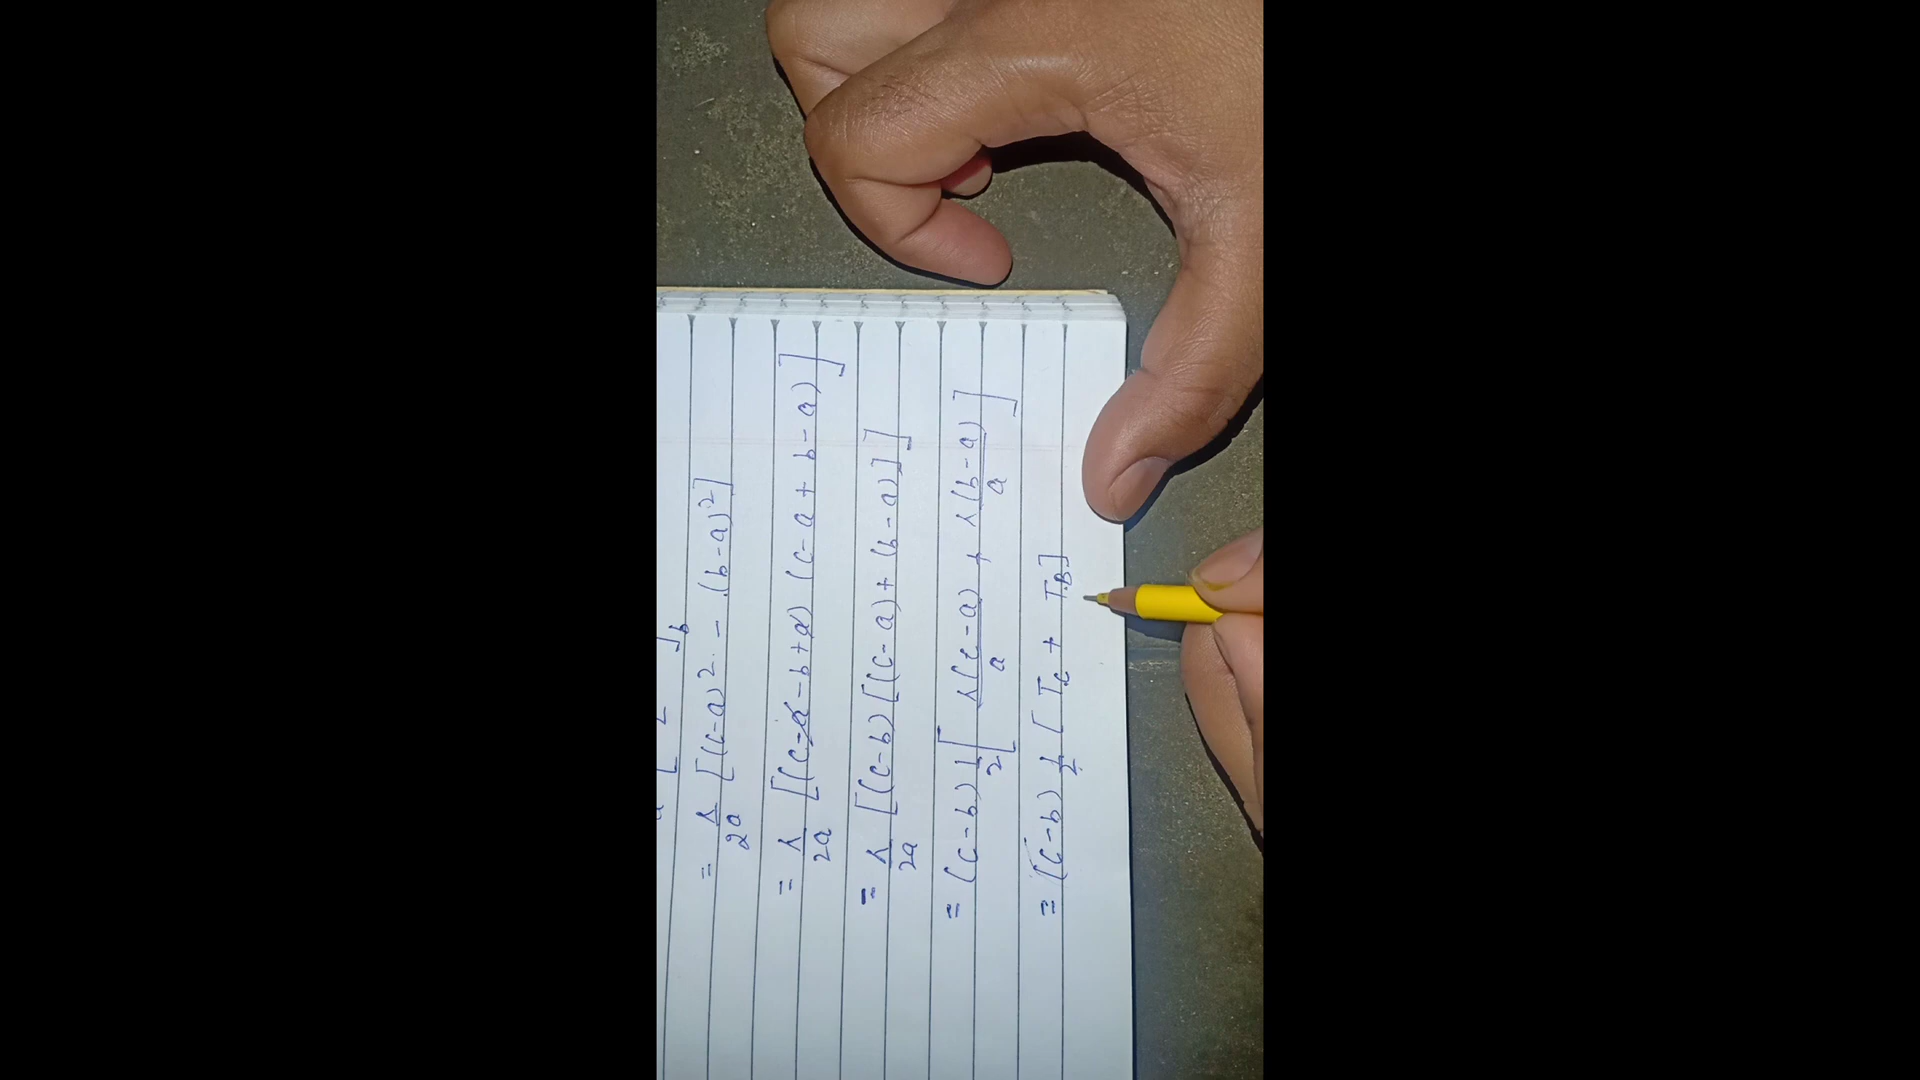 = λ/2a [(c-a)² - (b-a)²]
= λ/2a [(c-a-b+a) (c-a+b-a)]
= λ/2a [(c-b) [(c-a) + (b-a)]]
= (c-b) 1/2 [λ(c-a)/a + λ(b-a)/a]
= (c-b) 1/2 [T_C + T_B]